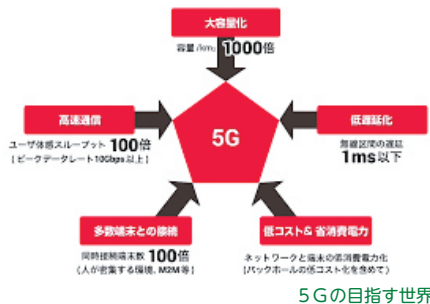 大容量化
容量/km² 1000倍
高速通信
ユーザ体感スループット 100倍
(ピークデータレート10Gbps以上)
低遅延化
無線区間の遅延
1ms以下
5G
多数端末との接続
同時接続端末数 100倍
(人が密集する環境、M2M等)
低コスト& 省消費電力
ネットワークと端末の低消費電力化
(バックホールの低コスト化を含めて)
5Gの目指す世界